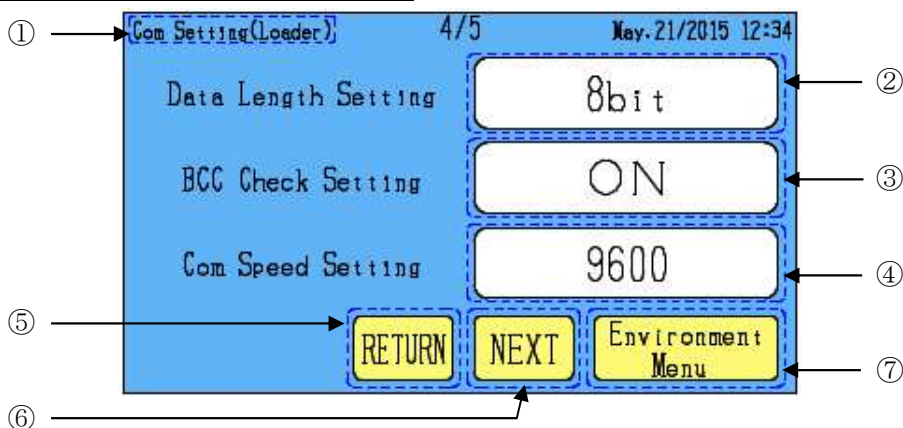 ① Com Setting(Loader) 4/5 May.21/2015 12:34
Data Length Setting 8bit ②
BCC Check Setting ON ③
Com Speed Setting 9600 ④
⑤ RETURN NEXT Environment
Menu ⑦
⑥